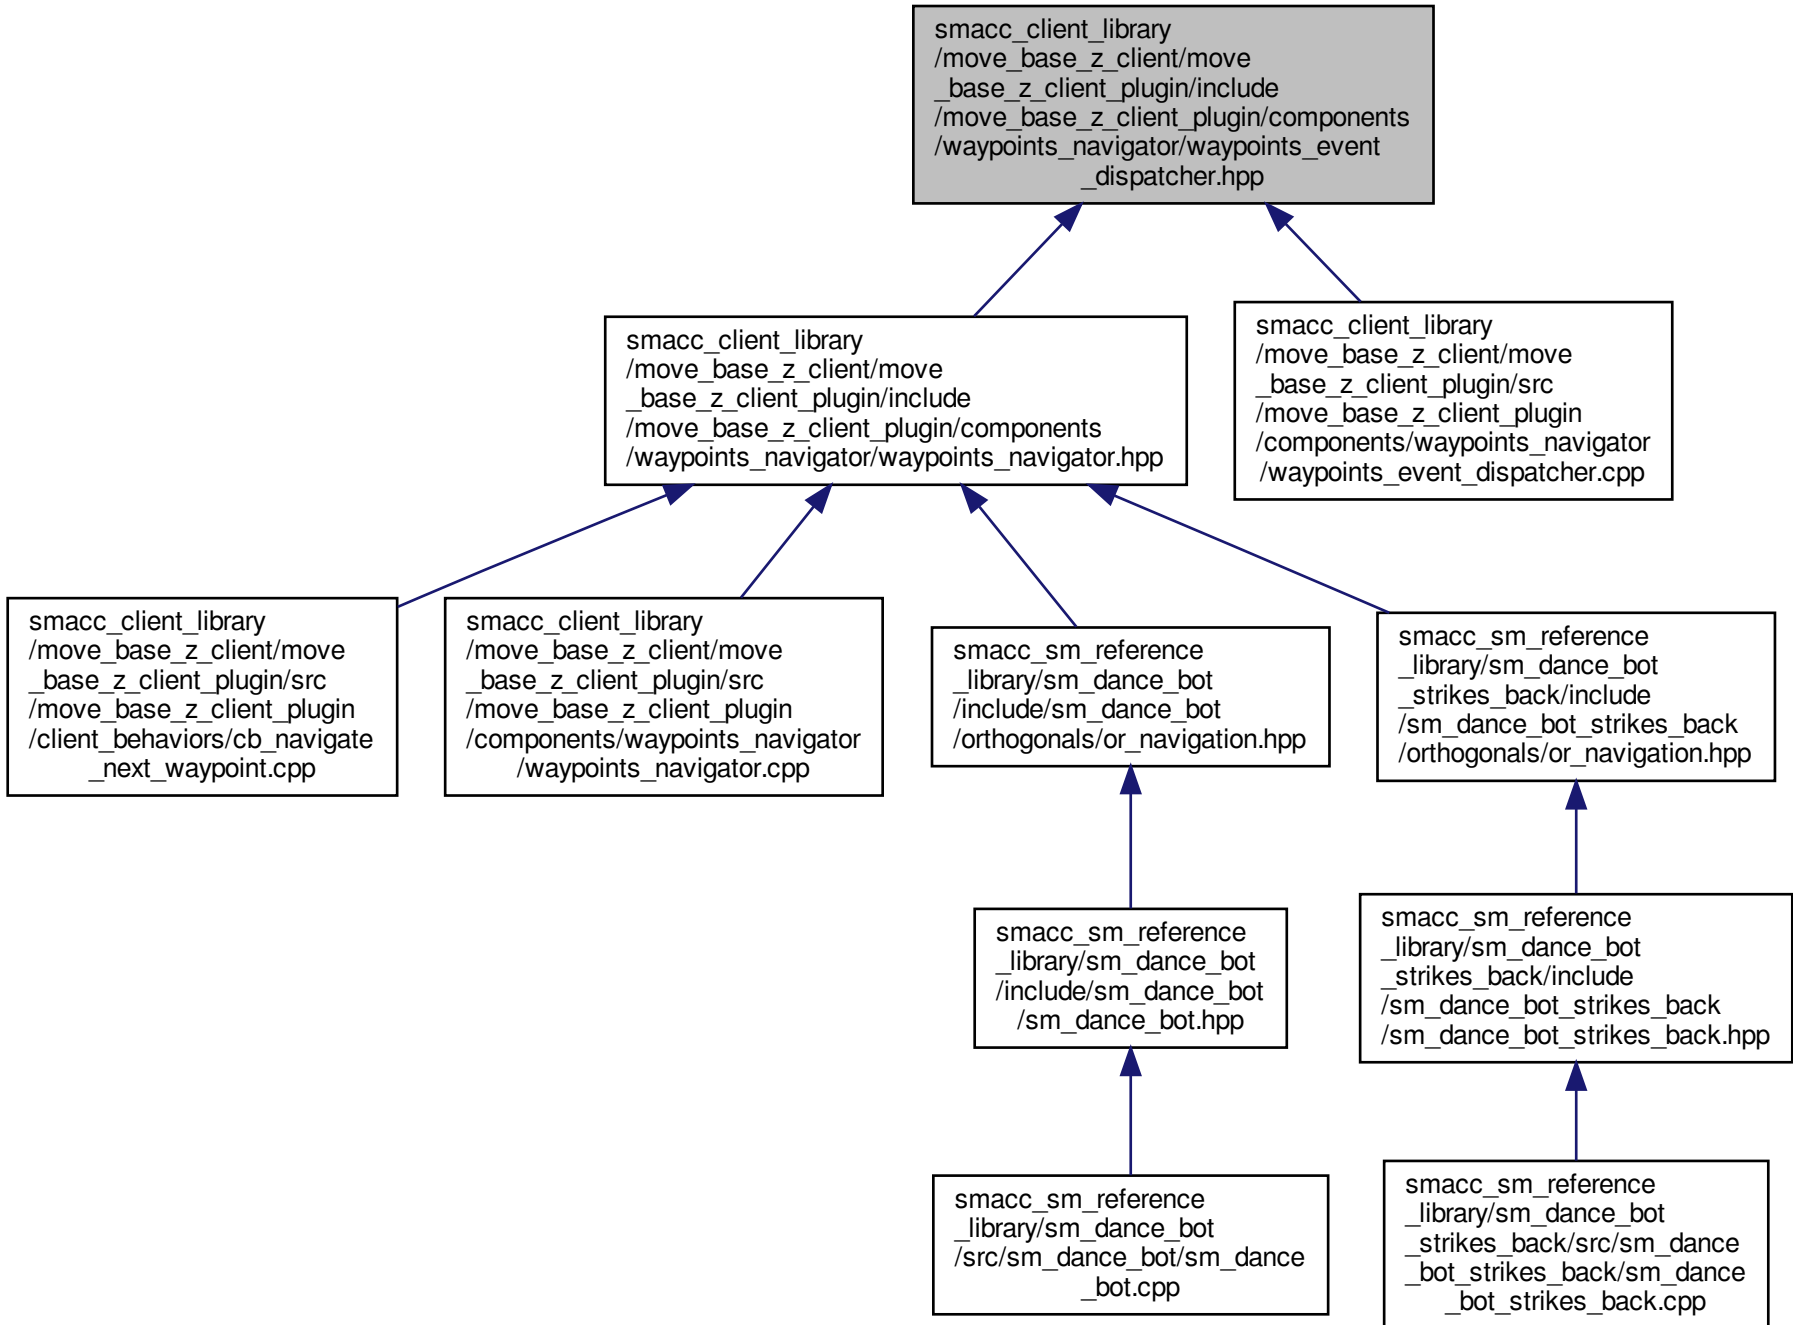 smacc_client_library
/move_base_z_client/move
_base_z_client_plugin/include
/move_base_z_client_plugin/components
/waypoints_navigator/waypoints_event
_dispatcher.hpp
smacc_client_library
/move_base_z_client/move
_base_z_client_plugin/include
/move_base_z_client_plugin/components
/waypoints_navigator/waypoints_navigator.hpp
smacc_client_library
/move_base_z_client/move
_base_z_client_plugin/src
/move_base_z_client_plugin
/components/waypoints_navigator
/waypoints_event_dispatcher.cpp
smacc_client_library
/move_base_z_client/move
_base_z_client_plugin/src
/move_base_z_client_plugin
/client_behaviors/cb_navigate
_next_waypoint.cpp
smacc_client_library
/move_base_z_client/move
_base_z_client_plugin/src
/move_base_z_client_plugin
/components/waypoints_navigator
/waypoints_navigator.cpp
smacc_sm_reference
_library/sm_dance_bot
/include/sm_dance_bot
/orthogonals/or_navigation.hpp
smacc_sm_reference
_library/sm_dance_bot
_strikes_back/include
/sm_dance_bot_strikes_back
/orthogonals/or_navigation.hpp
smacc_sm_reference
_library/sm_dance_bot
/include/sm_dance_bot
/sm_dance_bot.hpp
smacc_sm_reference
_library/sm_dance_bot
_strikes_back/include
/sm_dance_bot_strikes_back
/sm_dance_bot_strikes_back.hpp
smacc_sm_reference
_library/sm_dance_bot
/src/sm_dance_bot/sm_dance
_bot.cpp
smacc_sm_reference
_library/sm_dance_bot
_strikes_back/src/sm_dance
_bot_strikes_back/sm_dance
_bot_strikes_back.cpp